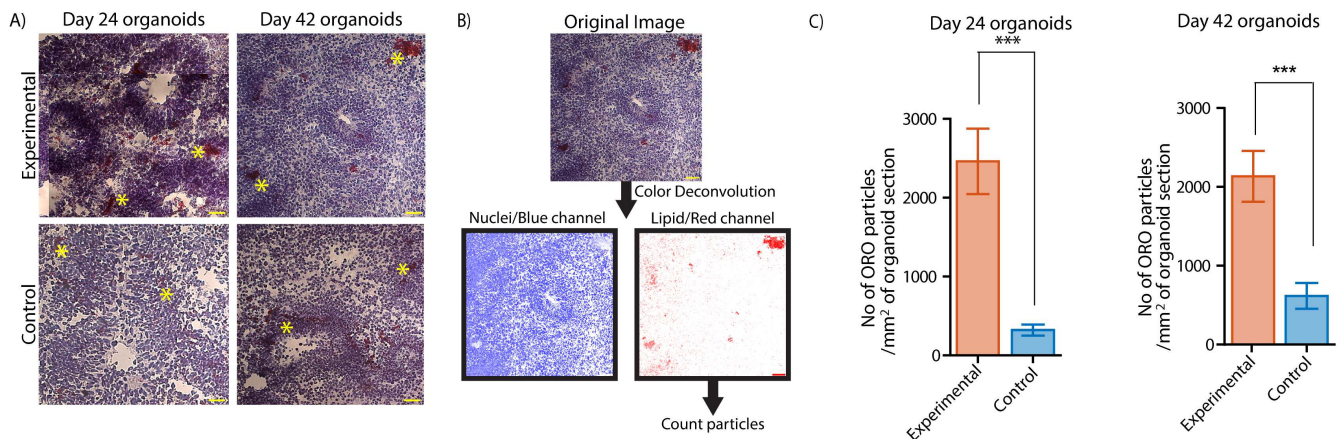 A)
Day 24 organoids
Day 42 organoids
Experimental
Control
B)
Original Image
Color Deconvolution
Nuclei/Blue channel
Lipid/Red channel
Count particles
C)
Day 24 organoids
***
No of ORO particles
/mm² of organoid section
3000
2000
1000
0
Experimental
Control
Day 42 organoids
***
No of ORO particles
/mm² of organoid section
3000
2000
1000
0
Experimental
Control